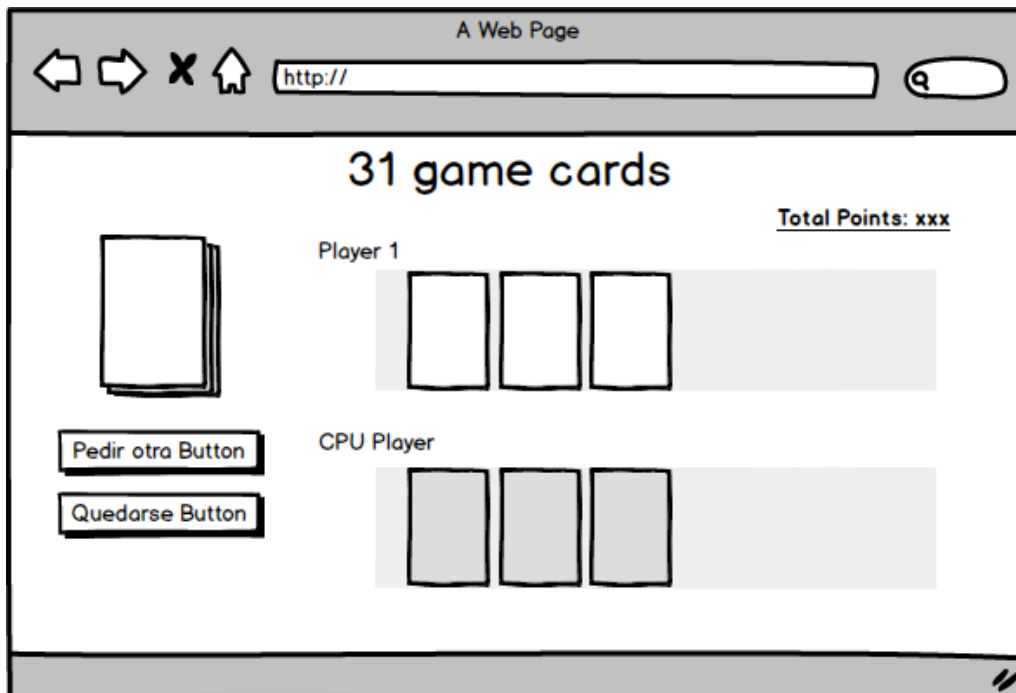 A Web Page
http://
31 game cards
Total Points: xxx
Player 1
Pedir otra Button
CPU Player
Quedarse Button